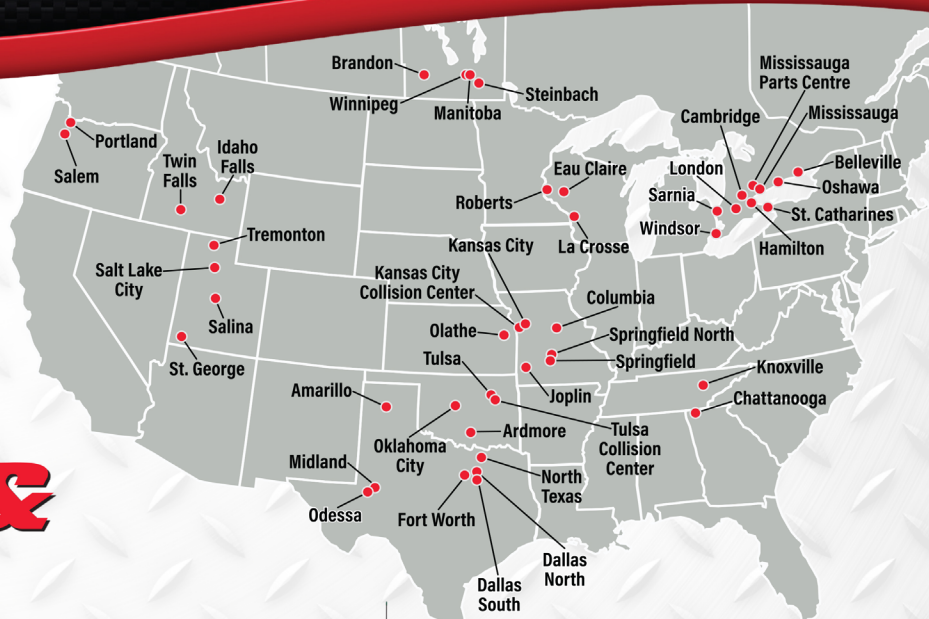 Brandon
Winnipeg
Manitoba
Steinbach
Mississauga
Parts Centre
Cambridge
Mississauga
Portland
Salem
Twin
Falls
Idaho
Falls
Eau Claire
Roberts
La Crosse
London
Sarnia
Windsor
Belleville
Oshawa
St. Catharines
Hamilton
Tremonton
Salt Lake
City
Salina
St. George
Kansas City
Kansas City
Collision Center
Olathe
Columbia
Springfield North
Springfield
Joplin
Tulsa
Tulsa
Collision
Center
Amarillo
Oklahoma
City
Ardmore
Knoxville
Chattanooga
Midland
Odessa
North
Texas
Fort Worth
Dallas
North
Dallas
South
&